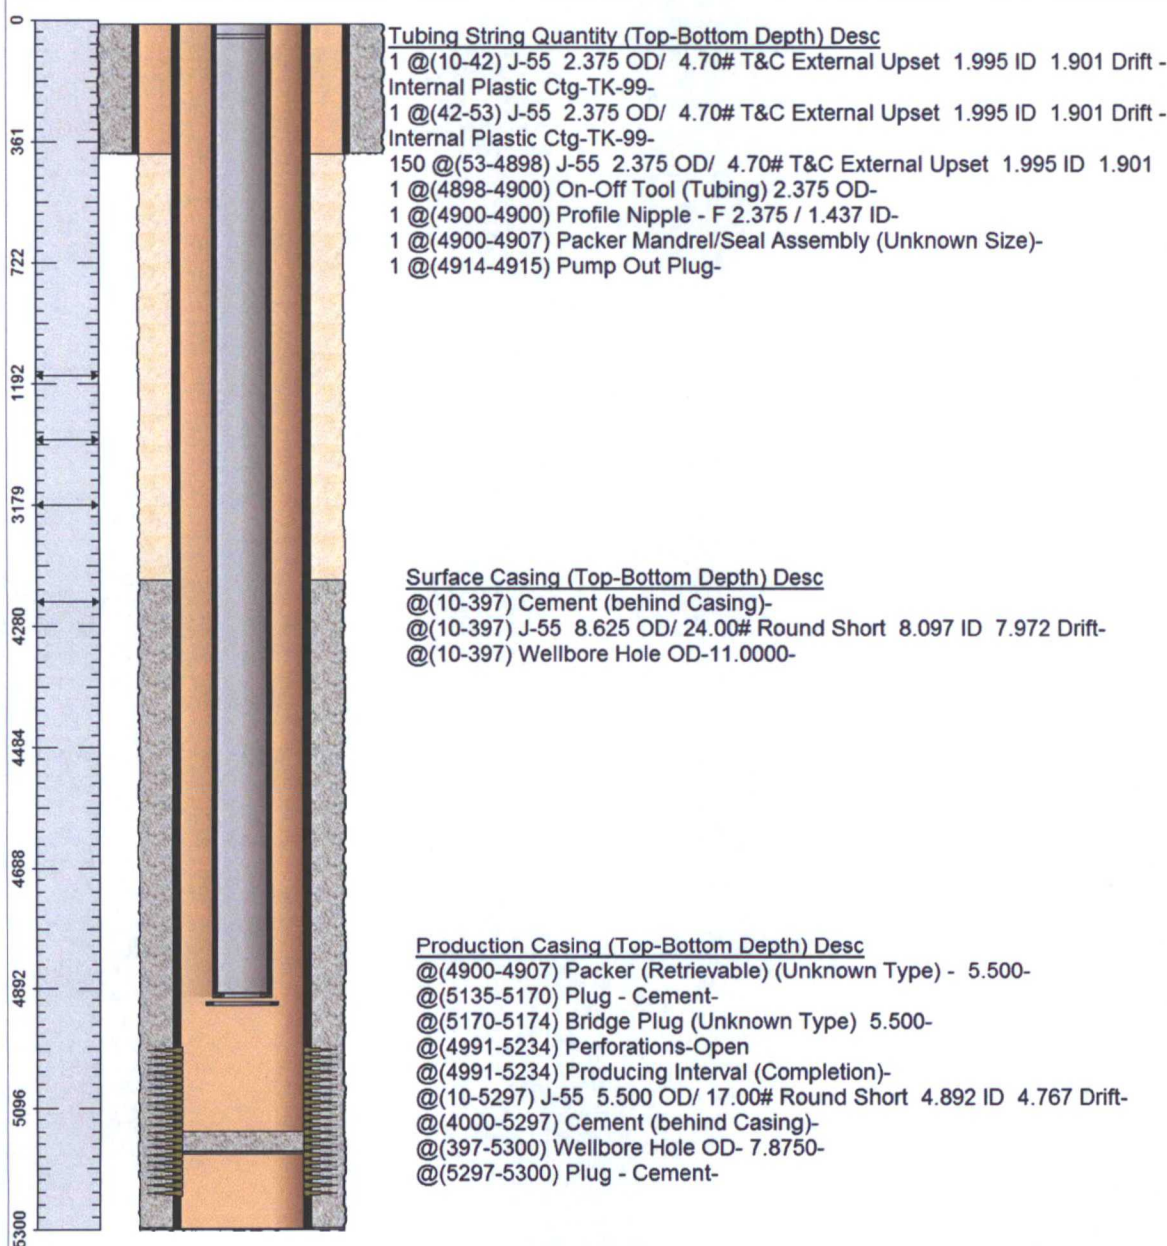 0
361
722
1192
3179
4280
4484
4688
4892
5096
5300
Tubing String Quantity (Top-Bottom Depth) Desc
1 @(10-42) J-55 2.375 OD/ 4.70# T&C External Upset 1.995 ID 1.901 Drift -
Internal Plastic Ctg-TK-99-
1 @(42-53) J-55 2.375 OD/ 4.70# T&C External Upset 1.995 ID 1.901 Drift -
Internal Plastic Ctg-TK-99-
150 @(53-4898) J-55 2.375 OD/ 4.70# T&C External Upset 1.995 ID 1.901
1 @(4898-4900) On-Off Tool (Tubing) 2.375 OD-
1 @(4900-4900) Profile Nipple - F 2.375 / 1.437 ID-
1 @(4900-4907) Packer Mandrel/Seal Assembly (Unknown Size)-
1 @(4914-4915) Pump Out Plug-
Surface Casing (Top-Bottom Depth) Desc
@(10-397) Cement (behind Casing)-
@(10-397) J-55 8.625 OD/ 24.00# Round Short 8.097 ID 7.972 Drift-
@(10-397) Wellbore Hole OD-11.0000-
Production Casing (Top-Bottom Depth) Desc
@(4900-4907) Packer (Retrievable) (Unknown Type) - 5.500-
@(5135-5170) Plug - Cement-
@(5170-5174) Bridge Plug (Unknown Type) 5.500-
@(4991-5234) Perforations-Open
@(4991-5234) Producing Interval (Completion)-
@(10-5297) J-55 5.500 OD/ 17.00# Round Short 4.892 ID 4.767 Drift-
@(4000-5297) Cement (behind Casing)-
@(397-5300) Wellbore Hole OD- 7.8750-
@(5297-5300) Plug - Cement-